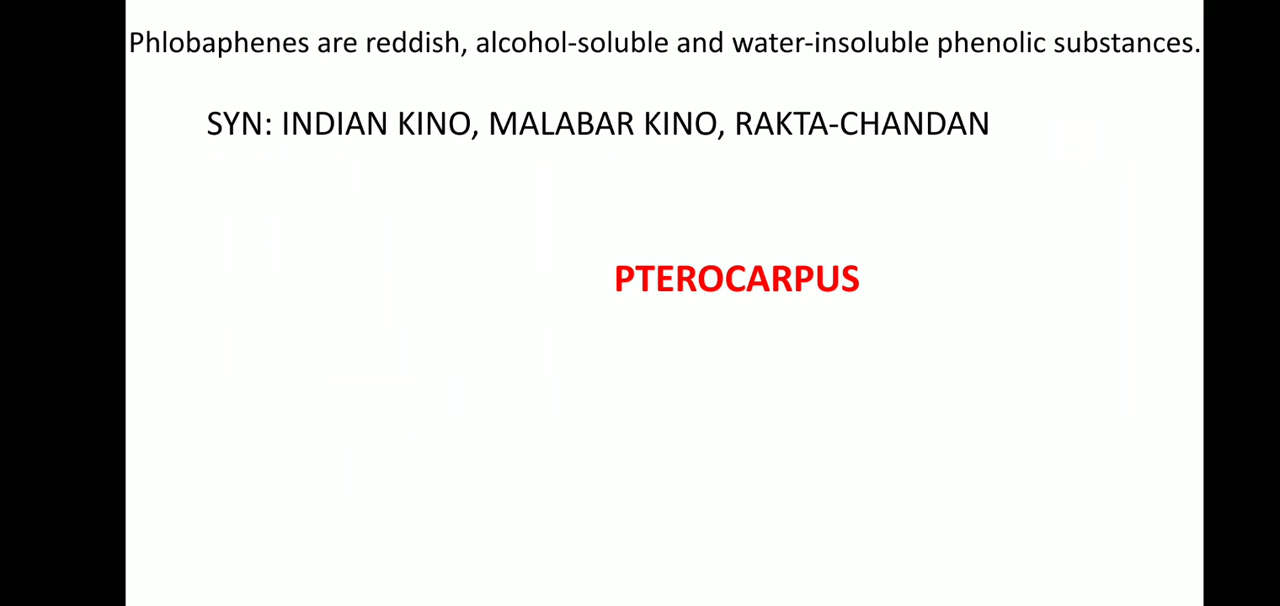 Phlobaphenes are reddish, alcohol-soluble and water-insoluble phenolic substances.
SYN: INDIAN KINO, MALABAR KINO, RAKTA-CHANDAN
PTEROCARPUS